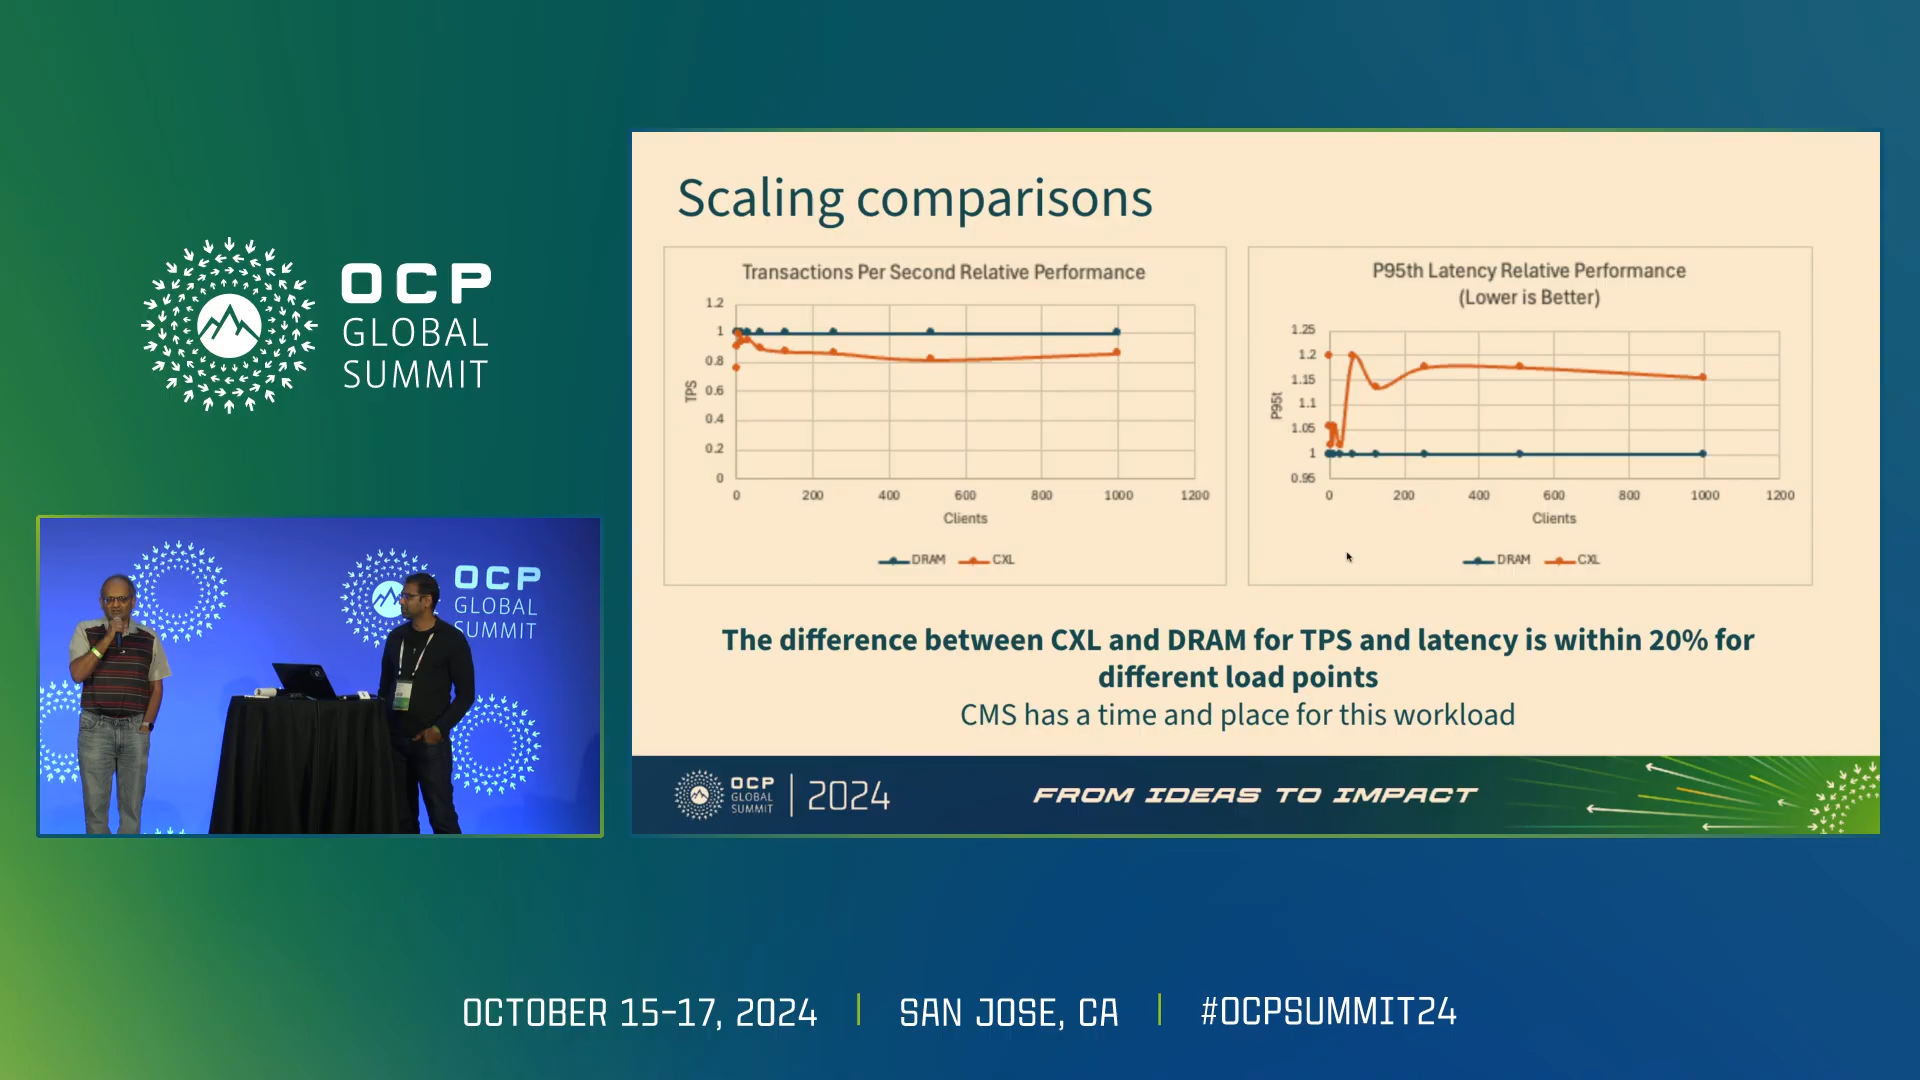 OCP
GLOBAL
SUMMIT
OCP
GLOBAL
SUMMIT
Scaling comparisons
Transactions Per Second Relative Performance
1.2
1
0.8
0.6
0.4
0.2
0
TPS
0 200 400 600 800 1000 1200
Clients
DRAM CXL
P95th Latency Relative Performance
(Lower is Better)
1.25
1.2
1.15
1.1
1.05
1
0.95
P95t
0 200 400 600 800 1000 1200
Clients
DRAM CXL
The difference between CXL and DRAM for TPS and latency is within 20% for
different load points
CMS has a time and place for this workload
OCP
GLOBAL
SUMMIT
2024
FROM IDEAS TO IMPACT
OCTOBER 15-17, 2024 | SAN JOSE, CA | #OCPSUMMIT24